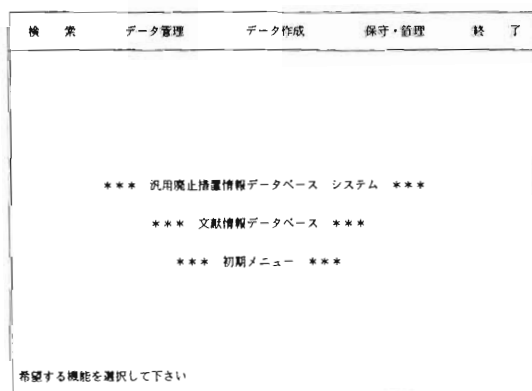 検 索 データ管理 データ作成 保守・管理 終 了
*** 汎用廃止措置情報データベース システム ***
*** 文献情報データベース ***
*** 初期メニュー ***
希望する機能を選択して下さい